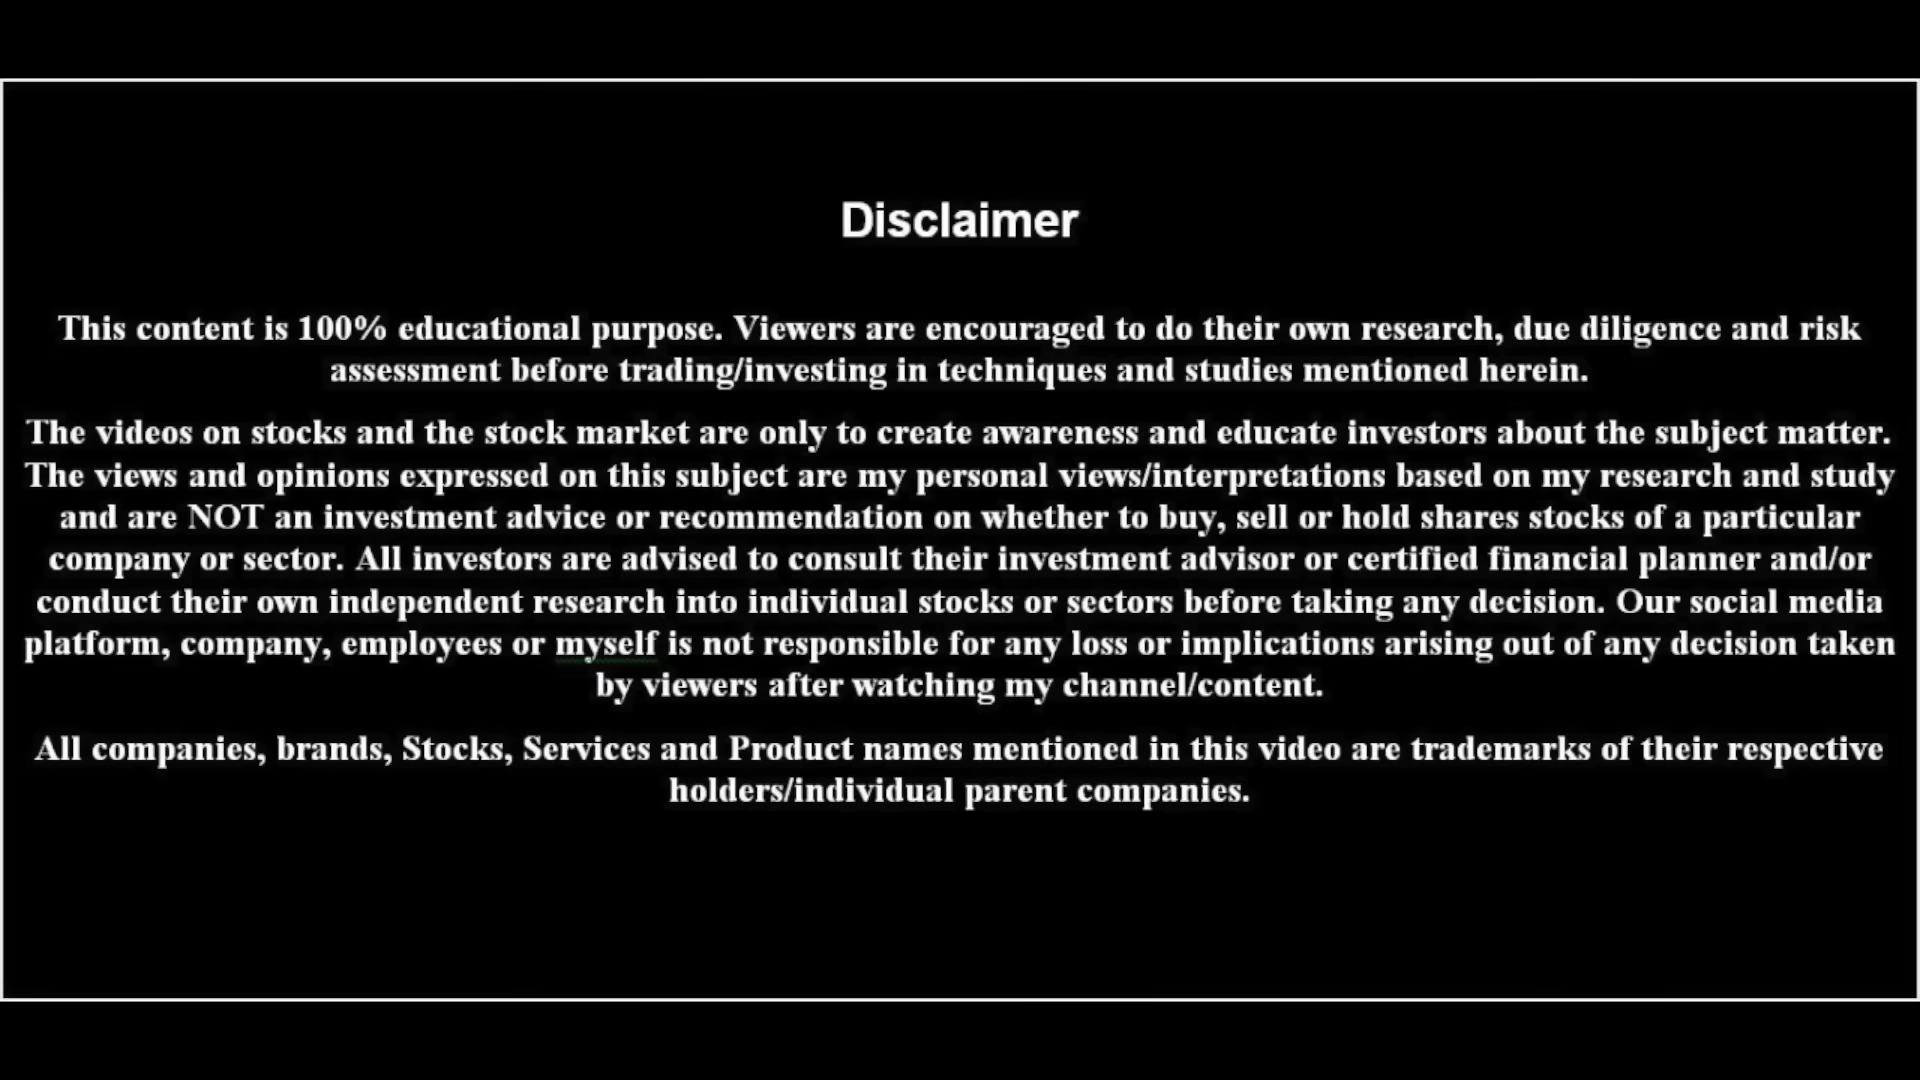 Disclaimer
This content is 100% educational purpose. Viewers are encouraged to do their own research, due diligence and risk
assessment before trading/investing in techniques and studies mentioned herein.
The videos on stocks and the stock market are only to create awareness and educate investors about the subject matter.
The views and opinions expressed on this subject are my personal views/interpretations based on my research and study
and are NOT an investment advice or recommendation on whether to buy, sell or hold shares stocks of a particular
company or sector. All investors are advised to consult their investment advisor or certified financial planner and/or
conduct their own independent research into individual stocks or sectors before taking any decision. Our social media
platform, company, employees or myself is not responsible for any loss or implications arising out of any decision taken
by viewers after watching my channel/content.
All companies, brands, Stocks, Services and Product names mentioned in this video are trademarks of their respective
holders/individual parent companies.